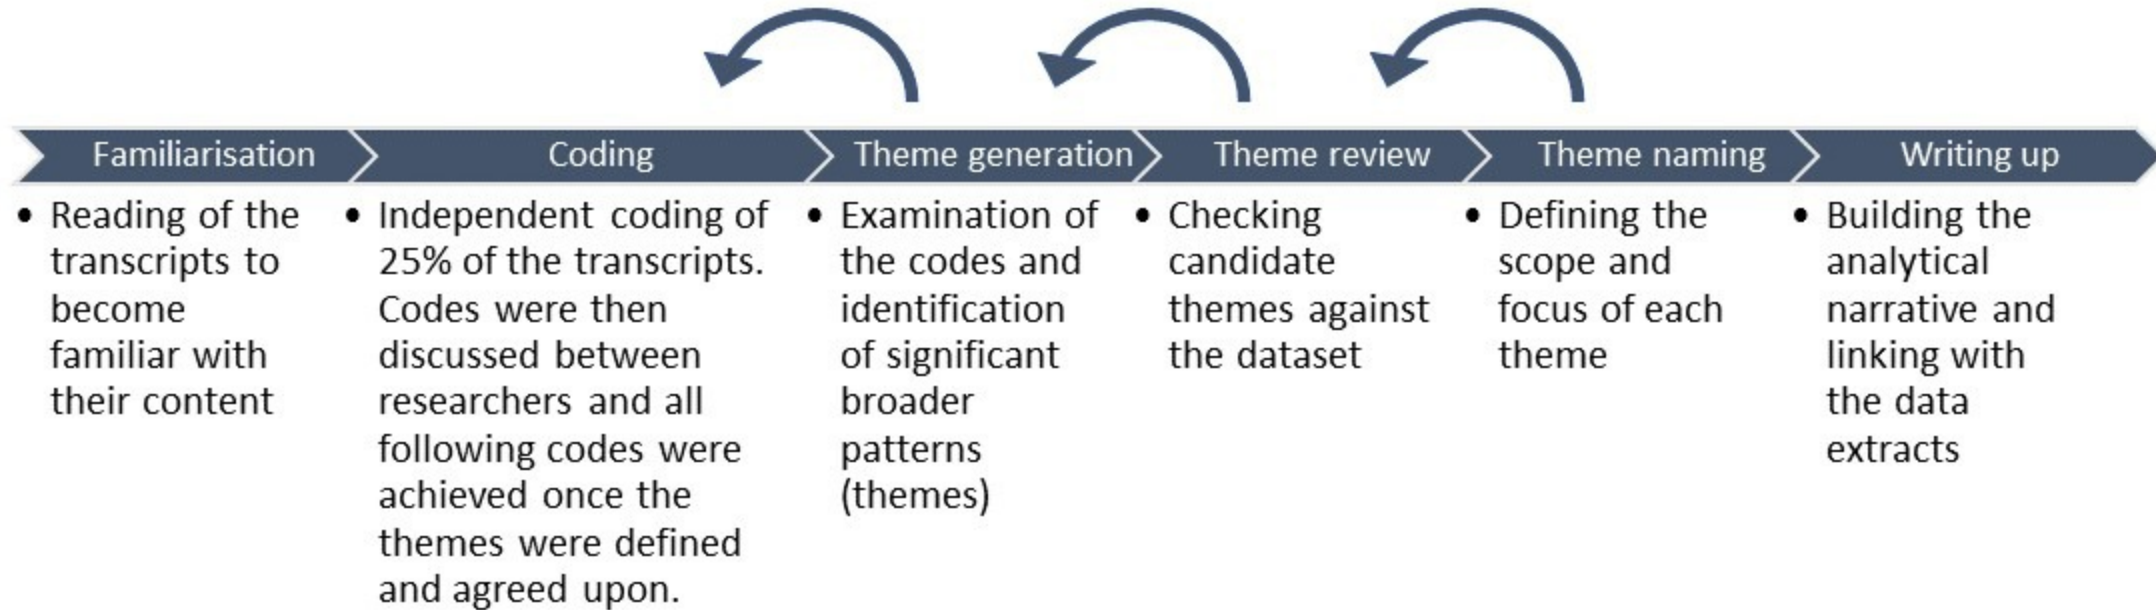 Familiarisation
Coding
Theme generation
Theme review
Theme naming
Writing up
• Reading of the
transcripts to
become
familiar with
their content
• Independent coding of
25% of the transcripts.
Codes were then
discussed between
researchers and all
following codes were
achieved once the
themes were defined
and agreed upon.
• Examination of
the codes and
identification
of significant
broader
patterns
(themes)
• Checking
candidate
themes against
the dataset
• Defining the
scope and
focus of each
theme
• Building the
analytical
narrative and
linking with
the data
extracts